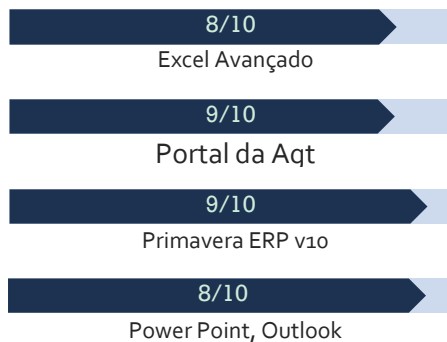 8/10
Excel Avançado
9/10
Portal da Aqt
9/10
Primavera ERP v10
8/10
Power Point, Outlook